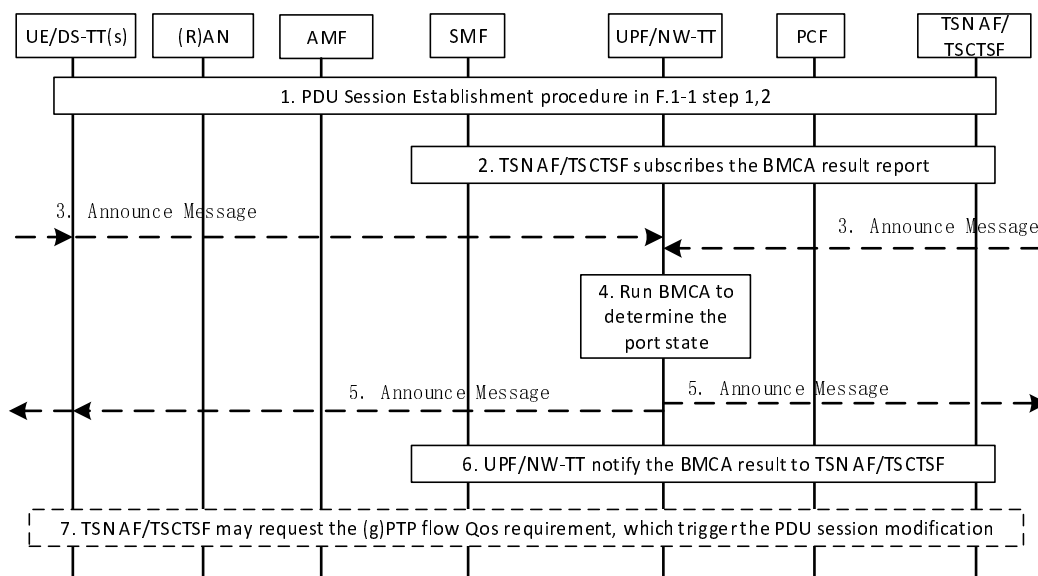 UE/DS-TT(s)
(R)AN
AMF
SMF
UPF/NW-TT
PCF
TSN AF/
TSCTSF
1. PDU Session Establishment procedure in F.1-1 step 1,2
2. TSN AF/TSCTSF subscribes the BMCA result report
3. Announce Message
3. Announce Message
4. Run BMCA to
determine the
port state
5. Announce Message
5. Announce Message
6. UPF/NW-TT notify the BMCA result to TSN AF/TSCTSF
7. TSN AF/TSCTSF may request the (g)PTP flow Qos requirement, which trigger the PDU session modification